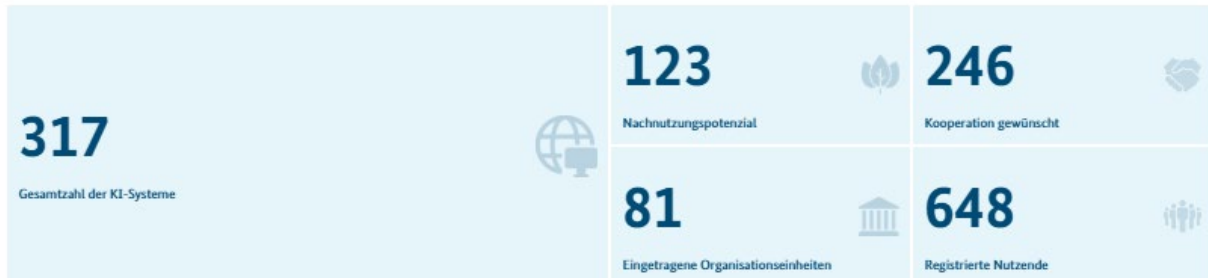 317
Gesamtzahl der KI-Systeme
123
Nachnutzungspotenzial
246
Kooperation gewünscht
81
Eingetragene Organisationseinheiten
648
Registrierte Nutzende